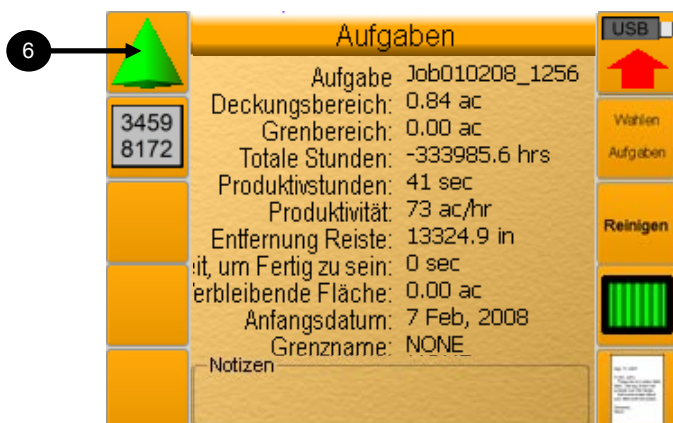 6
Aufgaben
USB
Aufgabe Job010208_1256
Deckungsbereich: 0.84 ac
Grenbereich: 0.00 ac
Totale Stunden: -333985.6 hrs
Produktivstunden: 41 sec
Produktivität: 73 ac/hr
Entfernung Reiste: 13324.9 in
it, um Fertig zu sein: 0 sec
erbleibende Fläche: 0.00 ac
Anfangsdatum: 7 Feb, 2008
Grenzname: NONE
Notizen
3459
8172
Wahlen
Aufgaben
Reinigen